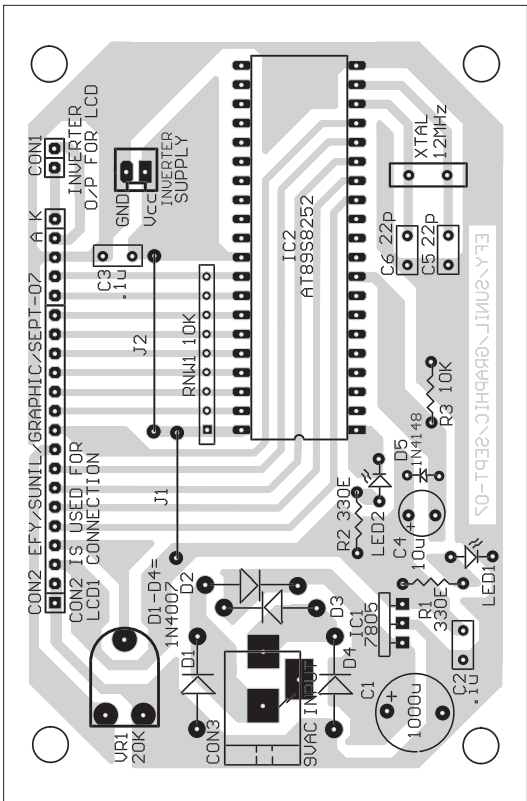 CON1
INVERTER
O/P FOR LCD
GND
Vcc
INVERTER
SUPPLY
A K
CON2 EFY/SUNIL/GRAPHIC/SEPT-07
CON2 IS USED FOR
LCD1 CONNECTION
C3
.1u
J2
J1
RNW1 10K
IC2
AT89S8252
XTAL
12MHz
C6 22p
C5 22p
EFY/SUNIL/GRAPHIC/SEPT-07
R3 10K
D5
1N4148
R2 330E
LED2
C4
10u
+
LED1
R1
330E
IC1
7805
C2
.1u
C1
+
1000u
D1-D4=
1N4007
D2
D3
D1
D4
CON3
9VAC INPUT
VR1
20K